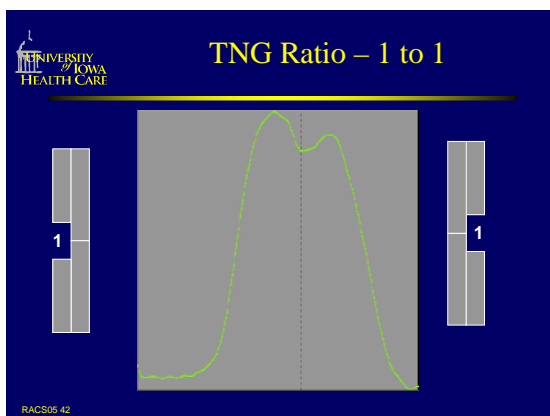 UNIVERSITY
of IOWA
HEALTH CARE
TNG Ratio – 1 to 1
1
1
RACS05 42